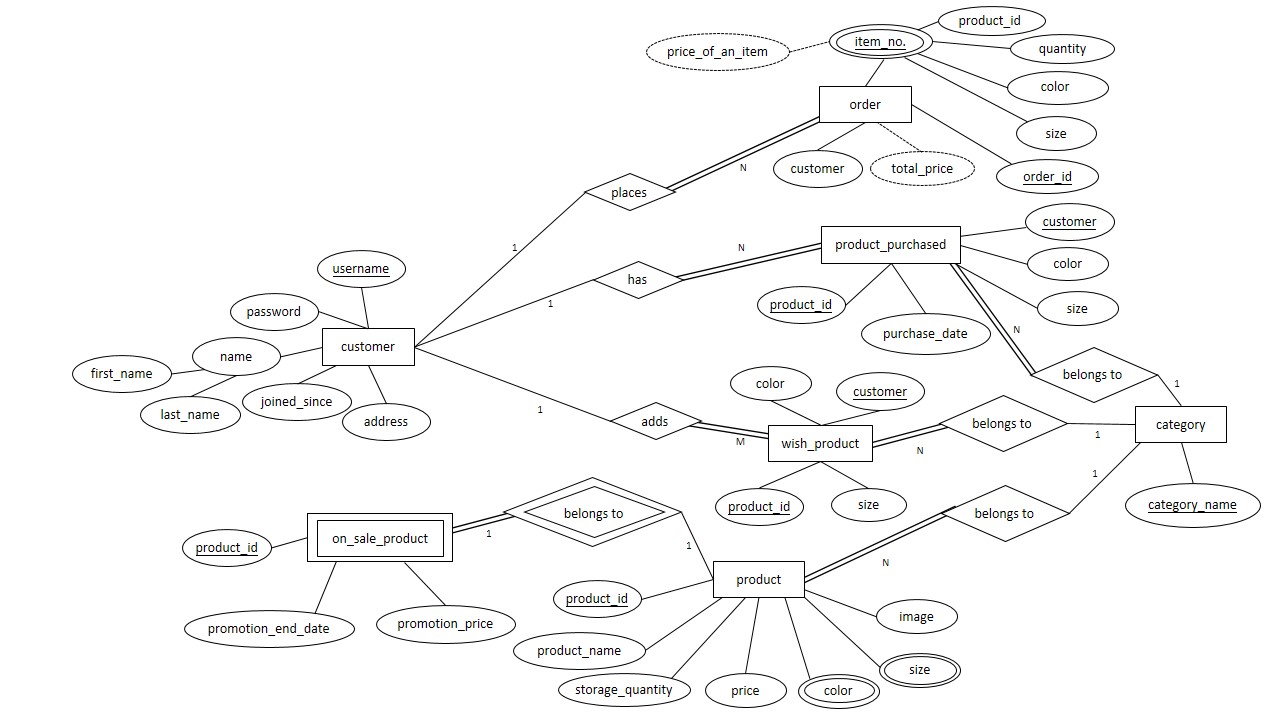 product_id
item_no.
quantity
price_of_an_item
color
order
size
customer
total_price
order_id
N
places
customer
1
N
product_purchased
color
username
has
product_id
size
password
1
purchase_date
N
name
customer
first_name
belongs to
1
color
customer
joined_since
last_name
address
1
adds
M
wish_product
belongs to
1
category
N
1
product_id
size
category_name
belongs to
belongs to
product_id
on_sale_product
1
1
N
product
product_id
image
promotion_end_date
promotion_price
product_name
size
storage_quantity
price
color